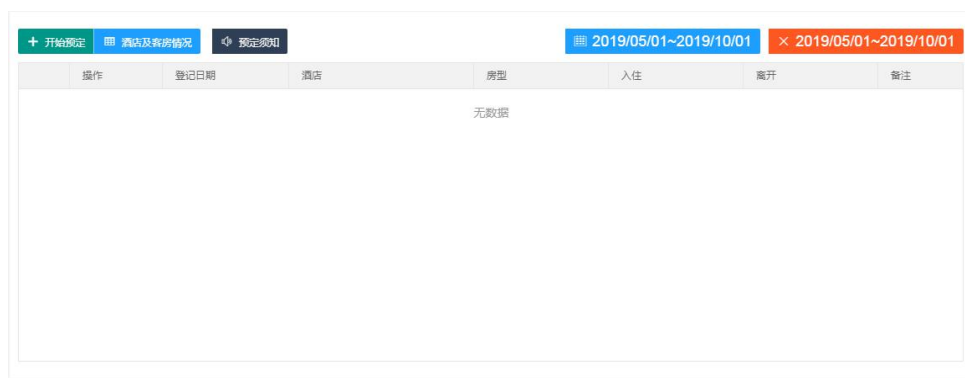 开始预定 酒店及客房情况 预定须知 2019/05/01~2019/10/01 × 2019/05/01~2019/10/01
操作 登记日期 酒店 房型 入住 离开 备注
无数据